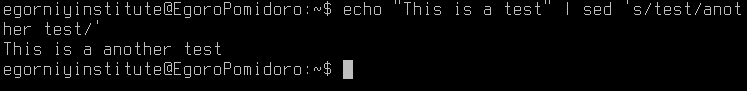 egorniyinstitute@EgoroPomidoro:~$ echo "This is a test" | sed 's/test/anot
her test/'
This is a another test
egorniyinstitute@EgoroPomidoro:~$